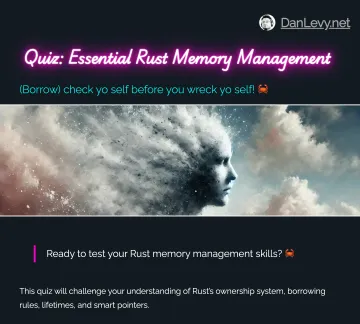 DanLevy.net
Quiz: Essential Rust Memory Management
(Borrow) check yo self before you wreck yo self! 🦀
Ready to test your Rust memory management skills? 🦀
This quiz will challenge your understanding of Rust's ownership system, borrowing
rules, lifetimes, and smart pointers.